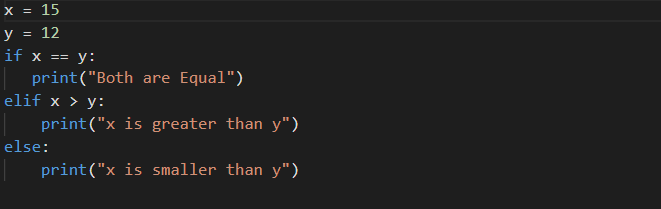 x = 15
y = 12
if x == y:
   print("Both are Equal")
elif x > y:
    print("x is greater than y")
else:
    print("x is smaller than y")